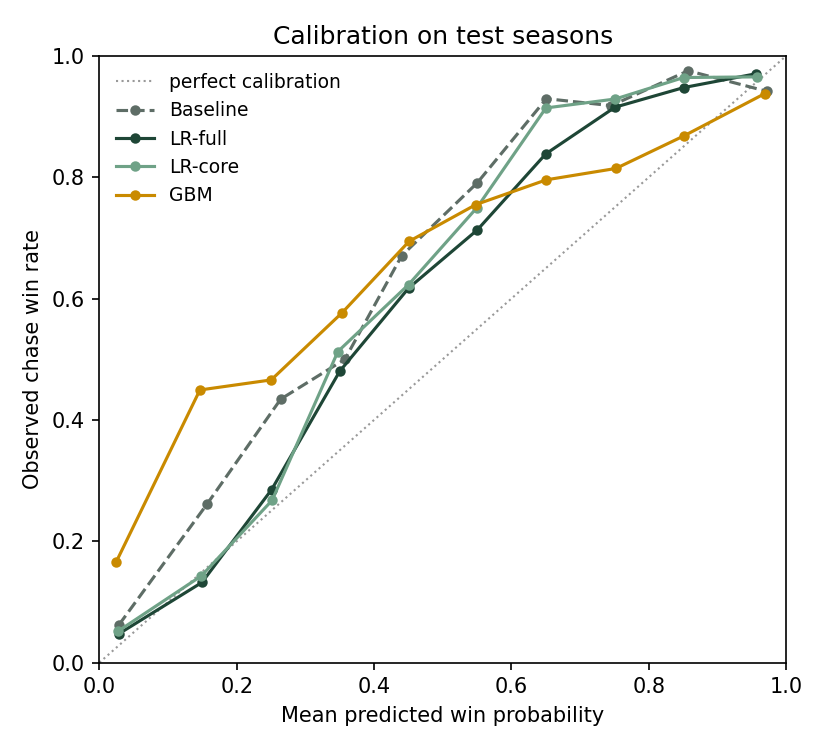 Calibration on test seasons
perfect calibration
Baseline
LR-full
LR-core
GBM
Observed chase win rate
1.0
0.8
0.6
0.4
0.2
0.0
0.0 0.2 0.4 0.6 0.8 1.0
Mean predicted win probability